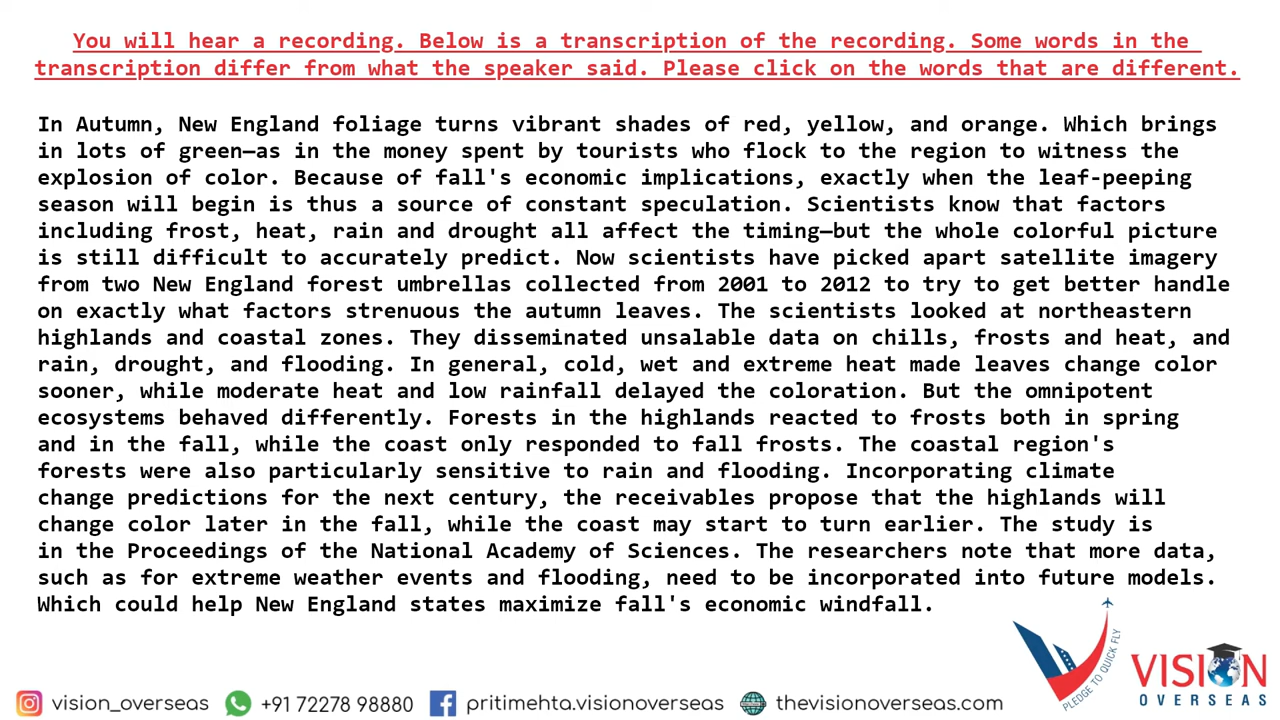 You will hear a recording. Below is a transcription of the recording. Some words in the
transcription differ from what the speaker said. Please click on the words that are different.
In Autumn, New England foliage turns vibrant shades of red, yellow, and orange. Which brings
in lots of green—as in the money spent by tourists who flock to the region to witness the
explosion of color. Because of fall's economic implications, exactly when the leaf-peeping
season will begin is thus a source of constant speculation. Scientists know that factors
including frost, heat, rain and drought all affect the timing—but the whole colorful picture
is still difficult to accurately predict. Now scientists have picked apart satellite imagery
from two New England forest umbrellas collected from 2001 to 2012 to try to get better handle
on exactly what factors strenuous the autumn leaves. The scientists looked at northeastern
highlands and coastal zones. They disseminated unsalable data on chills, frosts and heat, and
rain, drought, and flooding. In general, cold, wet and extreme heat made leaves change color
sooner, while moderate heat and low rainfall delayed the coloration. But the omnipotent
ecosystems behaved differently. Forests in the highlands reacted to frosts both in spring
and in the fall, while the coast only responded to fall frosts. The coastal region's
forests were also particularly sensitive to rain and flooding. Incorporating climate
change predictions for the next century, the receivables propose that the highlands will
change color later in the fall, while the coast may start to turn earlier. The study is
in the Proceedings of the National Academy of Sciences. The researchers note that more data,
such as for extreme weather events and flooding, need to be incorporated into future models.
Which could help New England states maximize fall's economic windfall.
PLEDGE TO QUICK FLY
VISION
OVERSEAS
vision_overseas +91 72278 98880 pritimehta.visionoverseas thevisionoverseas.com